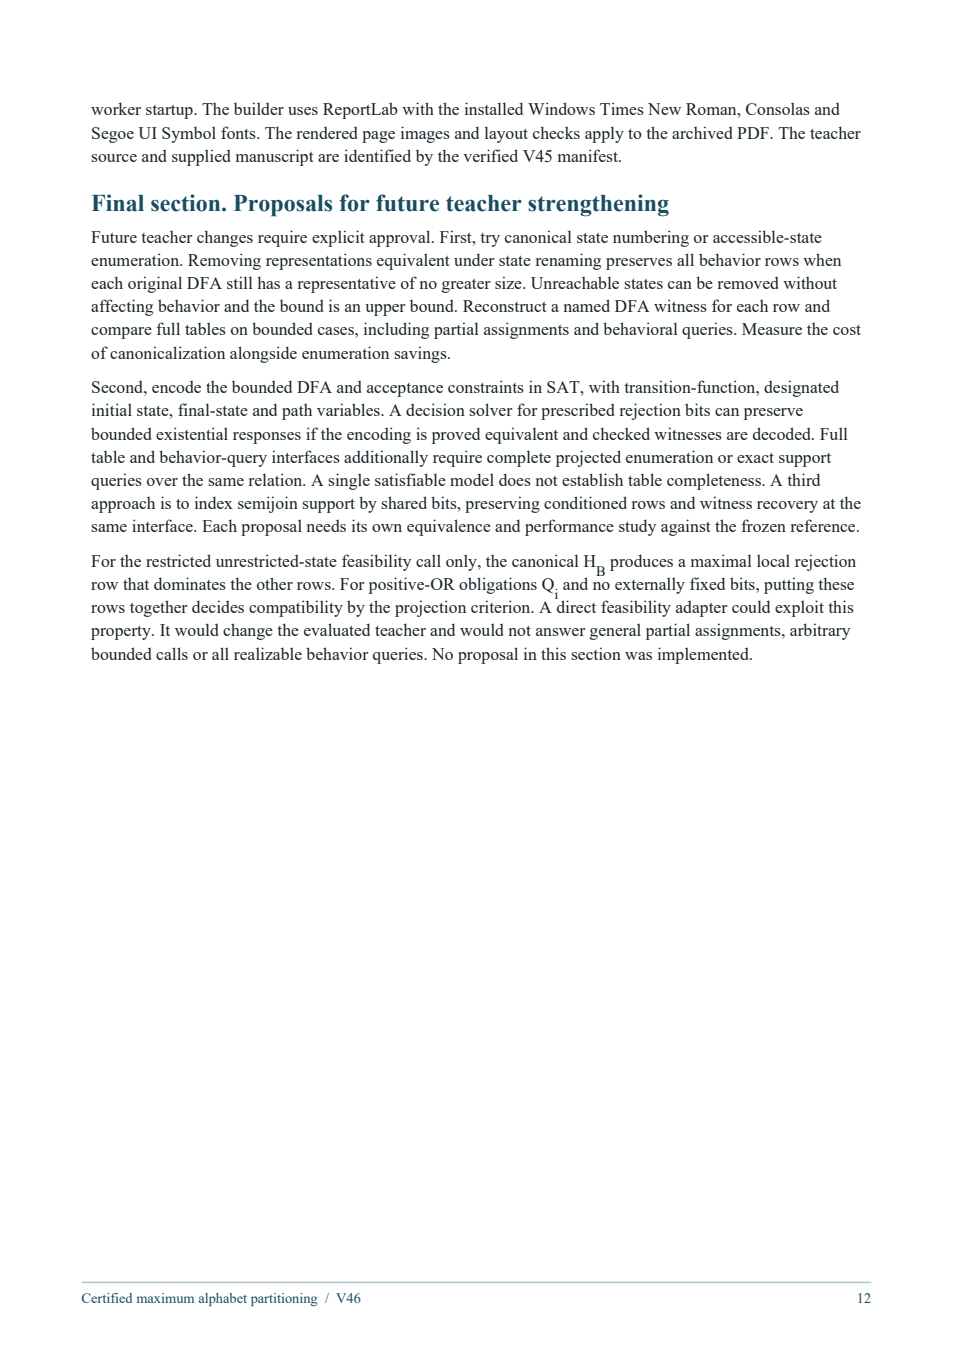 worker startup. The builder uses ReportLab with the installed Windows Times New Roman, Consolas and
Segoe UI Symbol fonts. The rendered page images and layout checks apply to the archived PDF. The teacher
source and supplied manuscript are identified by the verified V45 manifest.
Final section. Proposals for future teacher strengthening
Future teacher changes require explicit approval. First, try canonical state numbering or accessible-state
enumeration. Removing representations equivalent under state renaming preserves all behavior rows when
each original DFA still has a representative of no greater size. Unreachable states can be removed without
affecting behavior and the bound is an upper bound. Reconstruct a named DFA witness for each row and
compare full tables on bounded cases, including partial assignments and behavioral queries. Measure the cost
of canonicalization alongside enumeration savings.
Second, encode the bounded DFA and acceptance constraints in SAT, with transition-function, designated
initial state, final-state and path variables. A decision solver for prescribed rejection bits can preserve
bounded existential responses if the encoding is proved equivalent and checked witnesses are decoded. Full
table and behavior-query interfaces additionally require complete projected enumeration or exact support
queries over the same relation. A single satisfiable model does not establish table completeness. A third
approach is to index semijoin support by shared bits, preserving conditioned rows and witness recovery at the
same interface. Each proposal needs its own equivalence and performance study against the frozen reference.
For the restricted unrestricted-state feasibility call only, the canonical H_B produces a maximal local rejection
row that dominates the other rows. For positive-OR obligations Q_i and no externally fixed bits, putting these
rows together decides compatibility by the projection criterion. A direct feasibility adapter could exploit this
property. It would change the evaluated teacher and would not answer general partial assignments, arbitrary
bounded calls or all realizable behavior queries. No proposal in this section was implemented.
Certified maximum alphabet partitioning / V46
12